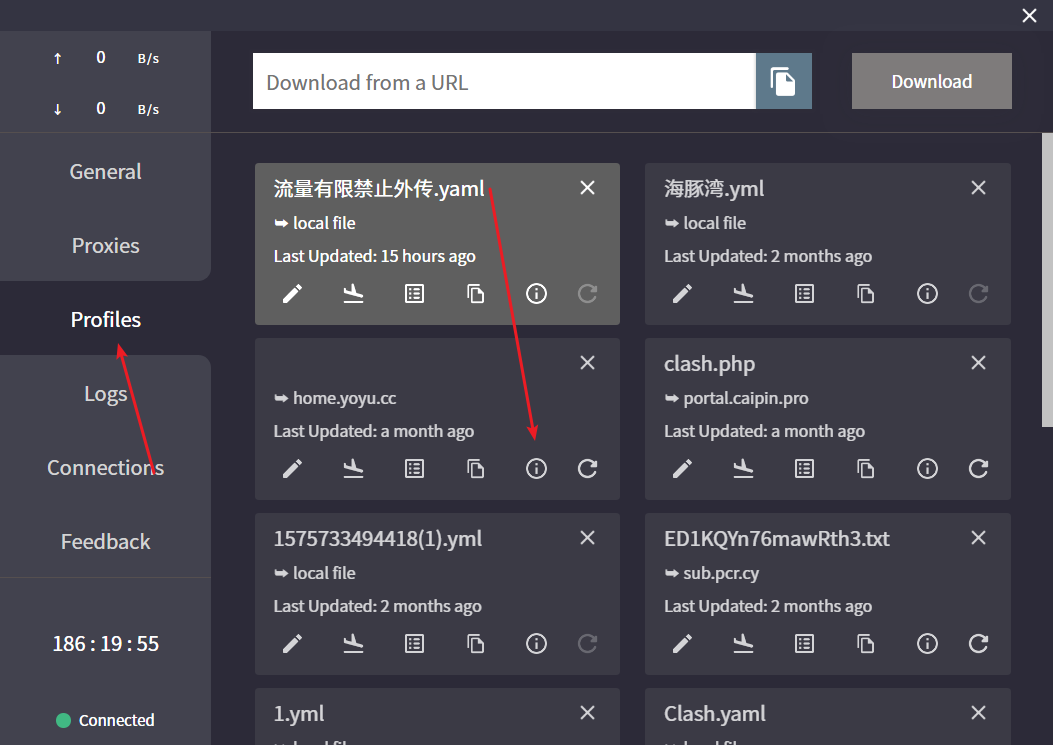 ↑ 0 B/s
↓ 0 B/s
General
Proxies
Profiles
Logs
Connections
Feedback
186 : 19 : 55
Connected
Download from a URL
Download
流量有限禁止外传.yaml
local file
Last Updated: 15 hours ago
海豚湾.yml
local file
Last Updated: 2 months ago
home.yoyu.cc
Last Updated: a month ago
clash.php
portal.caipin.pro
Last Updated: a month ago
1575733494418(1).yml
local file
Last Updated: 2 months ago
ED1KQYn76mawRth3.txt
sub.pcr.cy
Last Updated: 2 months ago
1.yml
local file
Clash.yaml
local file